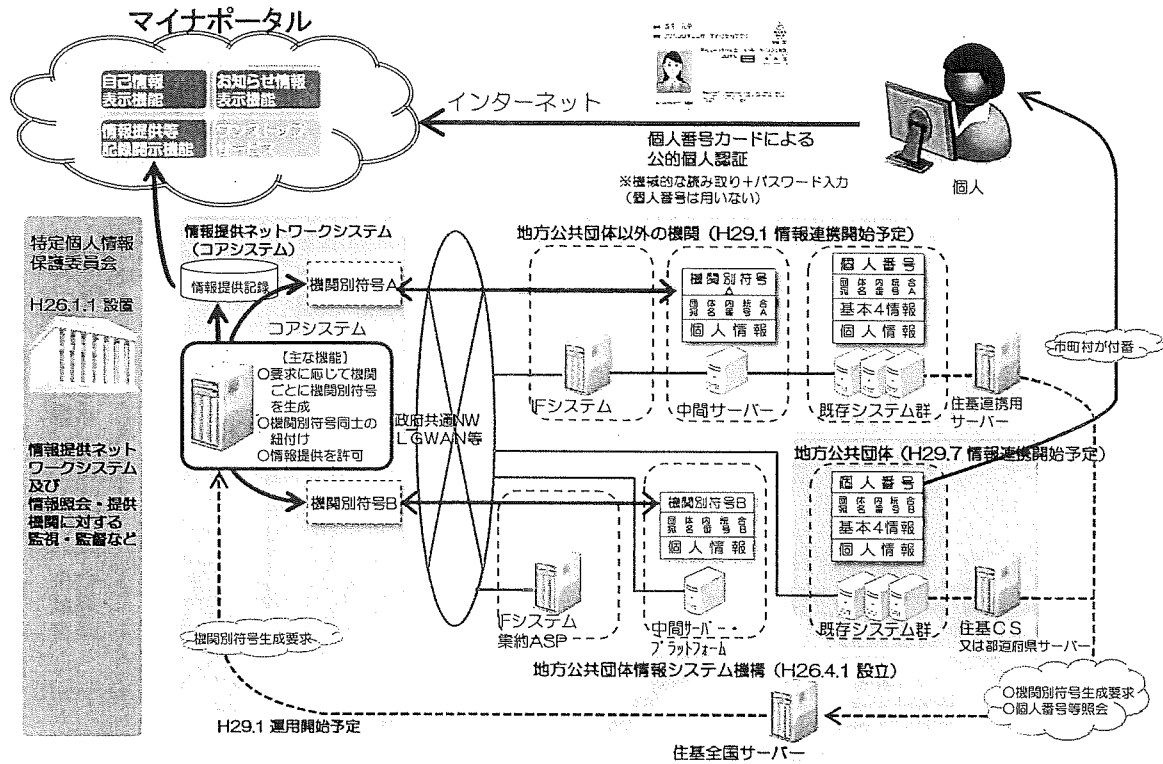 マイナポータル
自己情報
表示機能
お知らせ情報
表示機能
情報提供等
記録開示機能
ワンストップ
サービス
インターネット
個人番号カードによる
公的個人認証
※機械的な読み取り+パスワード入力
(個人番号は用いない)
個人
特定個人情報
保護委員会
H26.1.1 設置
情報提供ネット
ワークシステム
及び
情報照会・提供
機関に対する
監視・監督など
情報提供ネットワークシステム
(コアシステム)
情報提供記録
機関別符号A
コアシステム
【主な機能】
○要求に応じて機関
ごとに機関別符号
を生成
○機関別符号同士の
紐付け
○情報提供を許可
機関別符号B
機関別符号生成要求
H29.1 運用開始予定
政府共通NW
LGWAN等
地方公共団体以外の機関(H29.1 情報連携開始予定)
機関別符号
A
団体内統合
宛名番号A
個人情報
IFシステム
中間サーバー
個人番号
団体内統合
宛名番号A
基本4情報
個人情報
既存システム群
住基連携用
サーバー
市町村が付番
地方公共団体(H29.7 情報連携開始予定)
機関別符号B
団体内統合
宛名番号B
個人情報
IFシステム
集約ASP
中間サーバー・
プラットフォーム
個人番号
団体内統合
宛名番号B
基本4情報
個人情報
既存システム群
住基CS
又は都道府県サーバー
地方公共団体情報システム機構(H26.4.1 設立)
○機関別符号生成要求
○個人番号等照会
住基全国サーバー